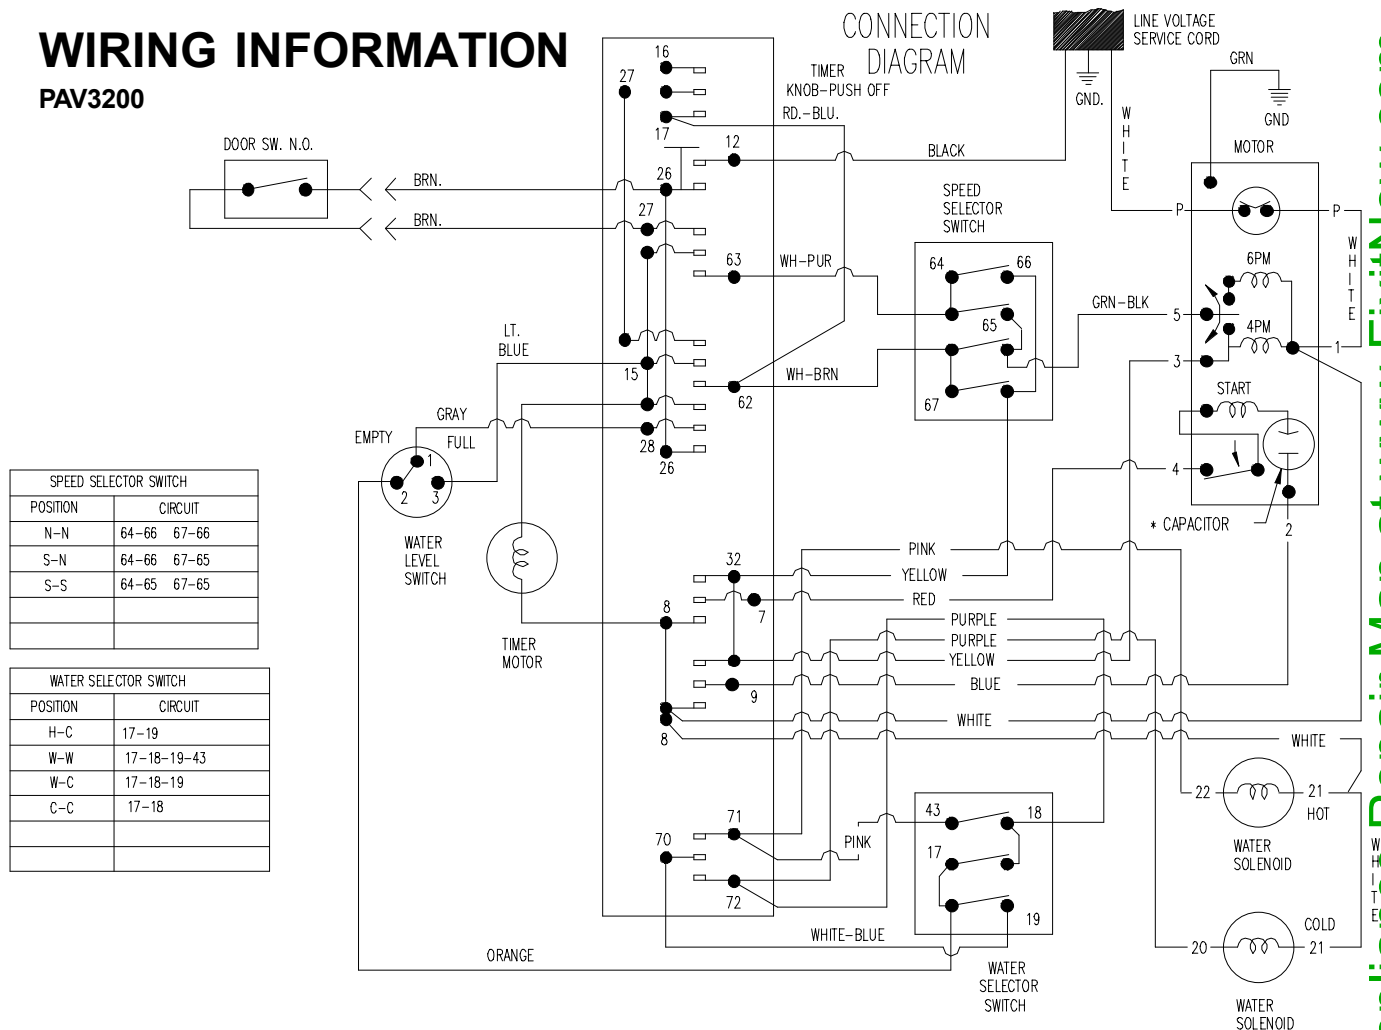 WIRING INFORMATION
PAV3200
CONNECTION
DIAGRAM
LINE VOLTAGE
SERVICE CORD
GND.
WHITE
GRN
GND
MOTOR
TIMER
KNOB-PUSH OFF
RD.-BLU.
BLACK
DOOR SW. N.O.
BRN.
BRN.
16
27
17
12
26
27
63
WH-PUR
SPEED
SELECTOR
SWITCH
64
66
65
67
GRN-BLK
P
P
WHITE
6PM
5
4PM
1
3
START
4
* CAPACITOR
2
LT.
BLUE
15
WH-BRN
62
GRAY
28
26
EMPTY
FULL
1
2
3
WATER
LEVEL
SWITCH
TIMER
MOTOR
SPEED SELECTOR SWITCH
POSITION CIRCUIT
N-N 64-66 67-66
S-N 64-66 67-65
S-S 64-65 67-65
WATER SELECTOR SWITCH
POSITION CIRCUIT
H-C 17-19
W-W 17-18-19-43
W-C 17-18-19
C-C 17-18
32
7
8
9
8
PINK
YELLOW
RED
PURPLE
PURPLE
YELLOW
BLUE
WHITE
WHITE
71
70
72
PINK
43
18
17
19
WHITE-BLUE
ORANGE
WATER
SELECTOR
SWITCH
22
21
HOT
WATER
SOLENOID
WHITE
COLD
20
21
WATER
SOLENOID